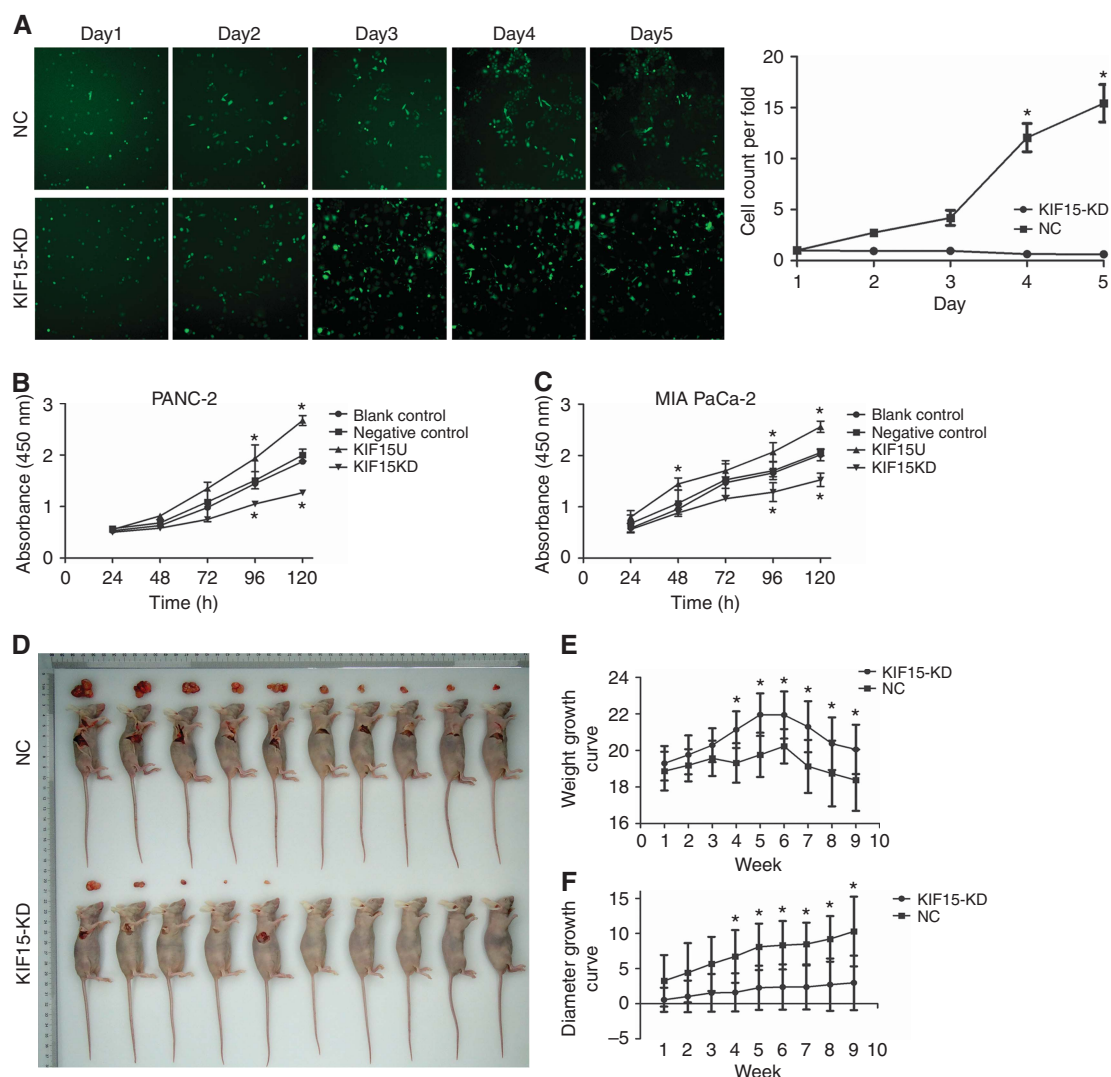 A
Day1 Day2 Day3 Day4 Day5
NC
KIF15-KD
20
15
10
5
0
Cell count per fold
* *
KIF15-KD
NC
1 2 3 4 5
Day
B
PANC-2
3
2
1
0
Absorbance (450 nm)
* *
* *
Blank control
Negative control
KIF15U
KIF15KD
0 24 48 72 96 120
Time (h)
C
MIA PaCa-2
3
2
1
0
Absorbance (450 nm)
* * *
* *
Blank control
Negative control
KIF15U
KIF15KD
0 24 48 72 96 120
Time (h)
D
NC
KIF15-KD
E
24
22
20
18
16
Weight growth
curve
* * * * * *
KIF15-KD
NC
0 1 2 3 4 5 6 7 8 9 10
Week
F
15
10
5
0
−5
Diameter growth
curve
* * * * * *
KIF15-KD
NC
1 2 3 4 5 6 7 8 9 10
Week